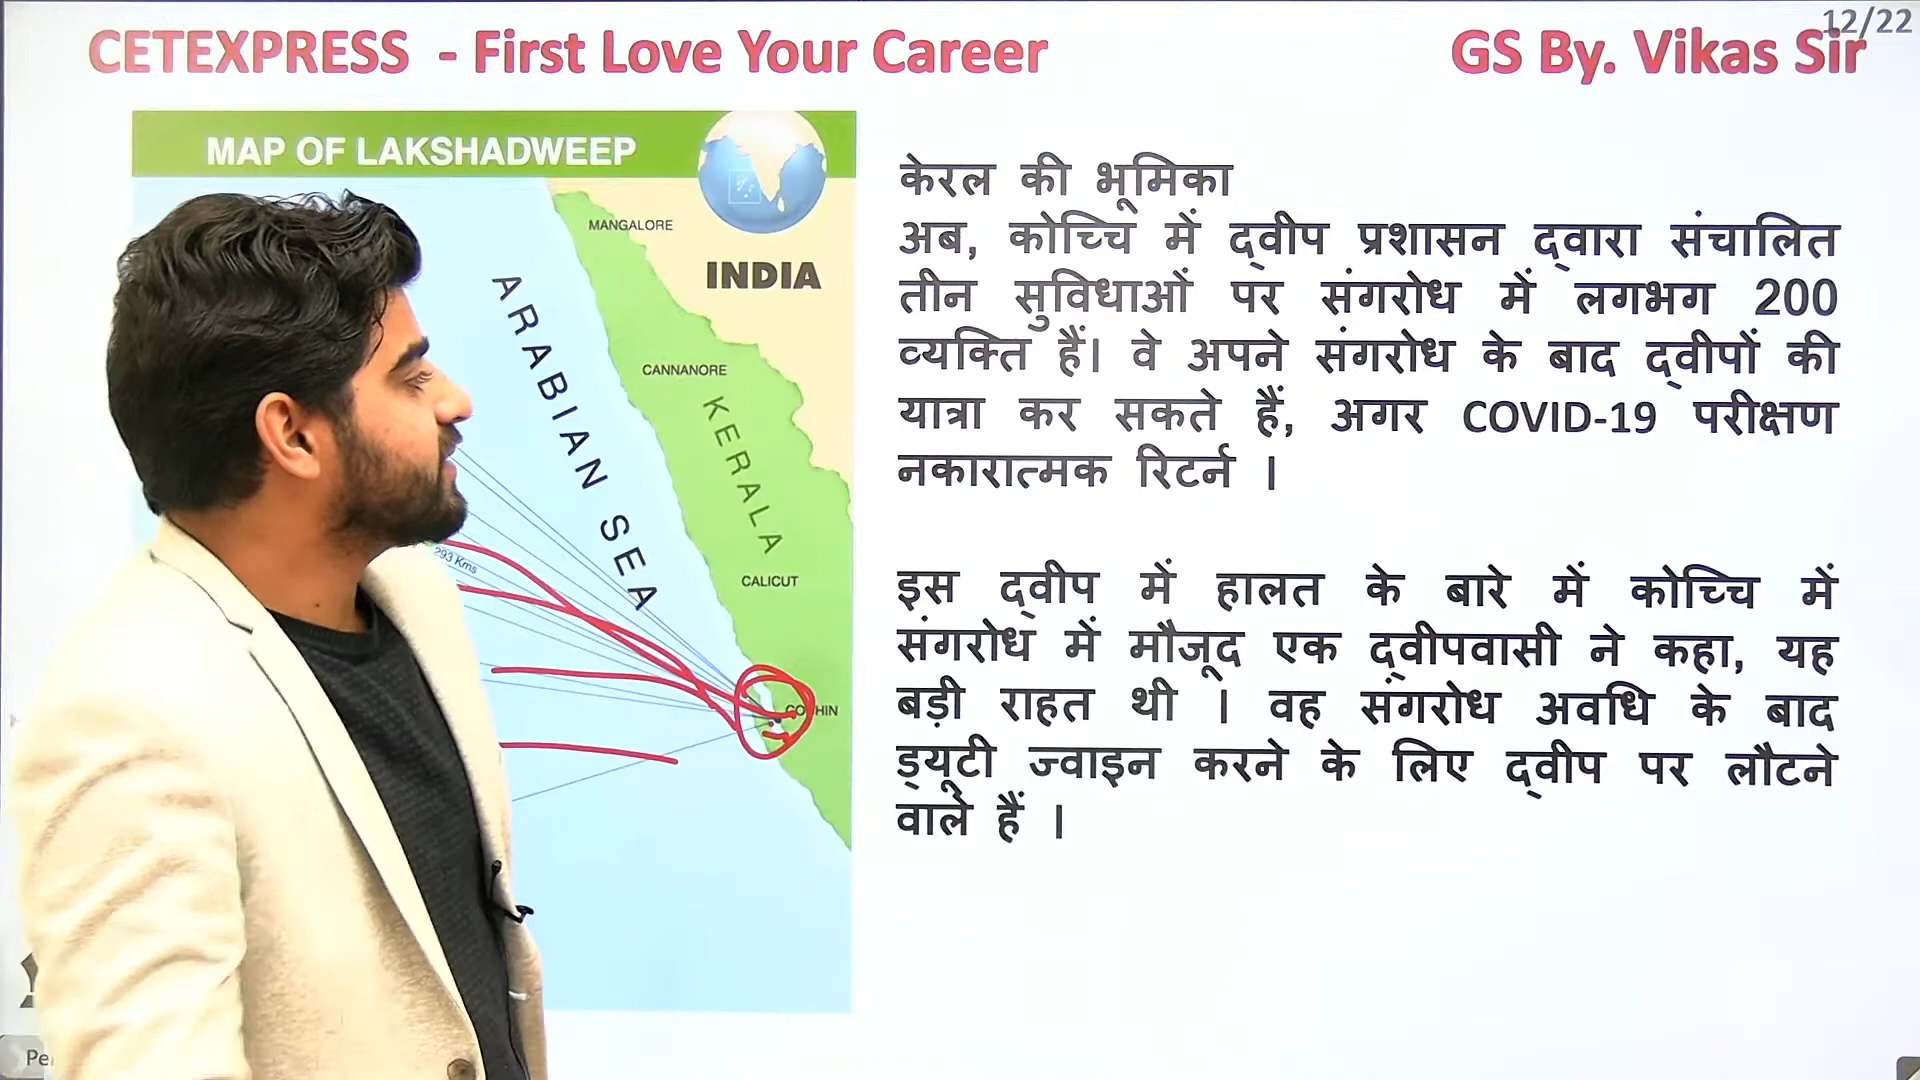 12/22
CETEXPRESS - First Love Your Career
GS By. Vikas Sir
MAP OF LAKSHADWEEP
MANGALORE
INDIA
ARABIAN SEA
CANNANORE
KERALA
CALICUT
293 Kms
केरल की भूमिका
अब, कोच्चि में द्वीप प्रशासन द्वारा संचालित
तीन सुविधाओं पर संगरोध में लगभग 200
व्यक्ति हैं। वे अपने संगरोध के बाद द्वीपों की
यात्रा कर सकते हैं, अगर COVID-19 परीक्षण
नकारात्मक रिटर्न ।
इस द्वीप में हालत के बारे में कोच्चि में
संगरोध में मौजूद एक द्वीपवासी ने कहा, यह
बड़ी राहत थी । वह संगरोध अवधि के बाद
ड्यूटी ज्वाइन करने के लिए द्वीप पर लौटने
वाले हैं ।